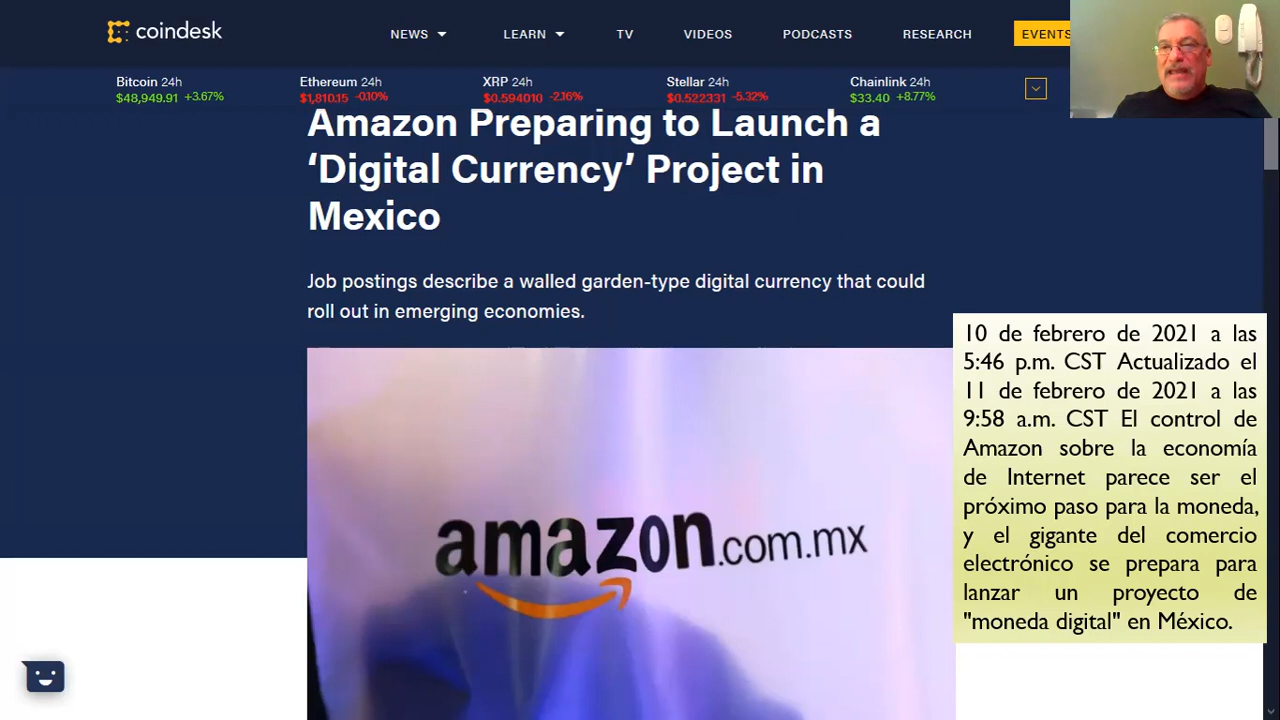 coindesk
NEWS LEARN TV VIDEOS PODCASTS RESEARCH EVENTS
Bitcoin 24h Ethereum 24h XRP 24h Stellar 24h Chainlink 24h
$48,949.91 +3.67% $1,810.15 -0.10% $0.594010 -2.16% $0.522331 -5.32% $33.40 +8.77%
Amazon Preparing to Launch a
‘Digital Currency’ Project in
Mexico
Job postings describe a walled garden-type digital currency that could
roll out in emerging economies.
amazon.com.mx
10 de febrero de 2021 a las
5:46 p.m. CST Actualizado el
11 de febrero de 2021 a las
9:58 a.m. CST El control de
Amazon sobre la economía
de Internet parece ser el
próximo paso para la moneda,
y el gigante del comercio
electrónico se prepara para
lanzar un proyecto de
"moneda digital" en México.